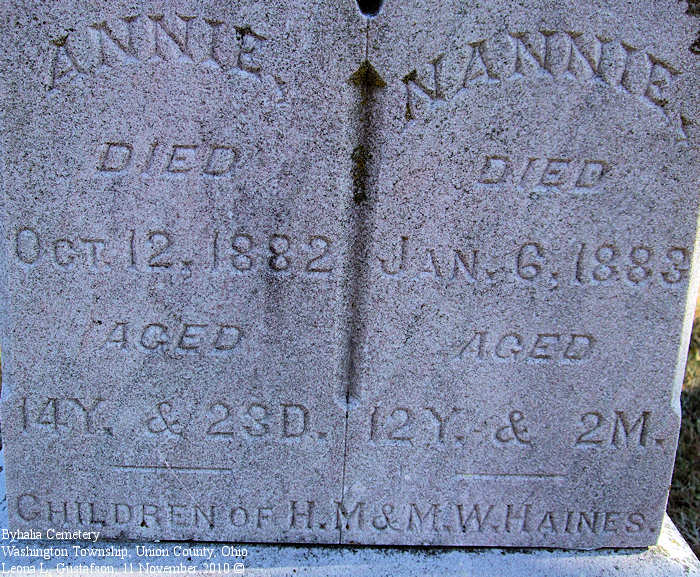 ANNIE,
DIED
OCT. 12, 1882
AGED
14Y. & 23D.
NANNIE,
DIED
JAN. 6, 1883
AGED
12Y. & 2M.
CHILDREN OF H.M & M.W. HAINES.
Byhalia Cemetery
Washington Township, Union County, Ohio
Leona L. Gustafson, 11 November 2010 ©